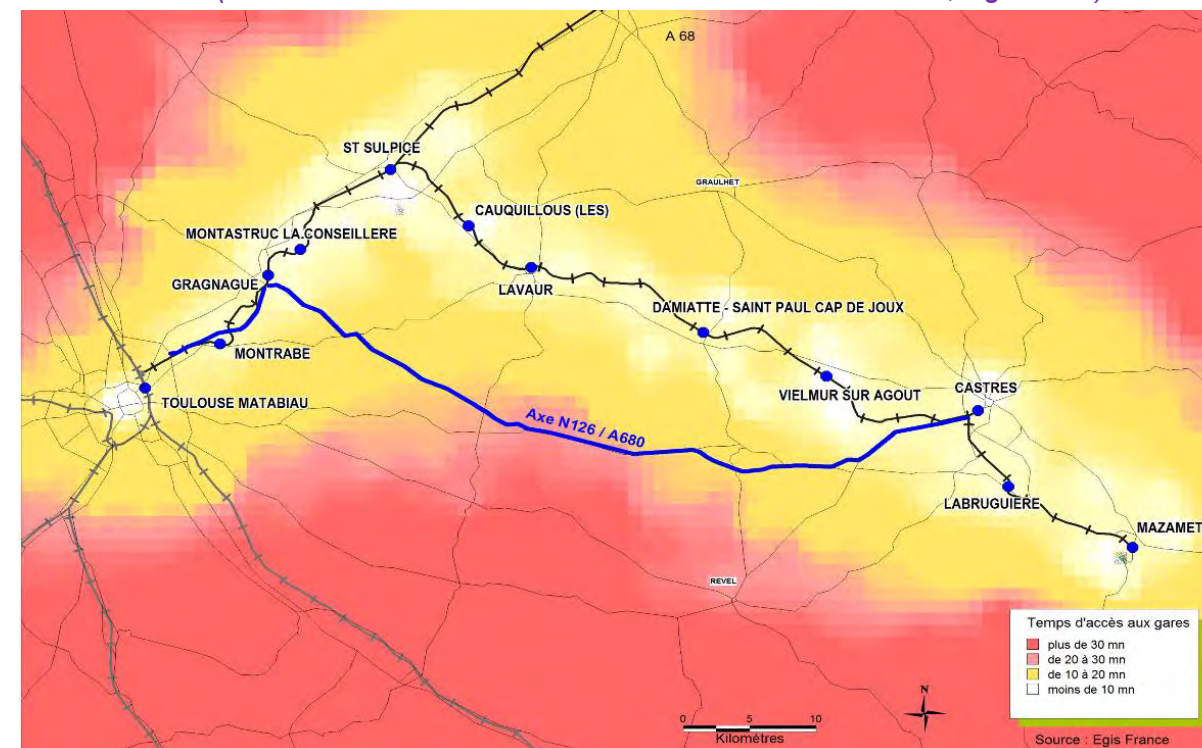 A 68
ST SULPICE
GRAULHET
CAUQUILLOUS (LES)
MONTASTRUC LA CONSEILLERE
GRAGNAGUE
LAVAUR
DAMIATTE - SAINT PAUL CAP DE JOUX
MONTRABE
VIELMUR SUR AGOUT
CASTRES
TOULOUSE MATABIAU
Axe N126 / A680
LABRUGUIERE
MAZAMET
REVEL
Temps d'accès aux gares
plus de 30 mn
de 20 à 30 mn
de 10 à 20 mn
moins de 10 mn
N
0 5 10
Kilomètres
Source : Egis France